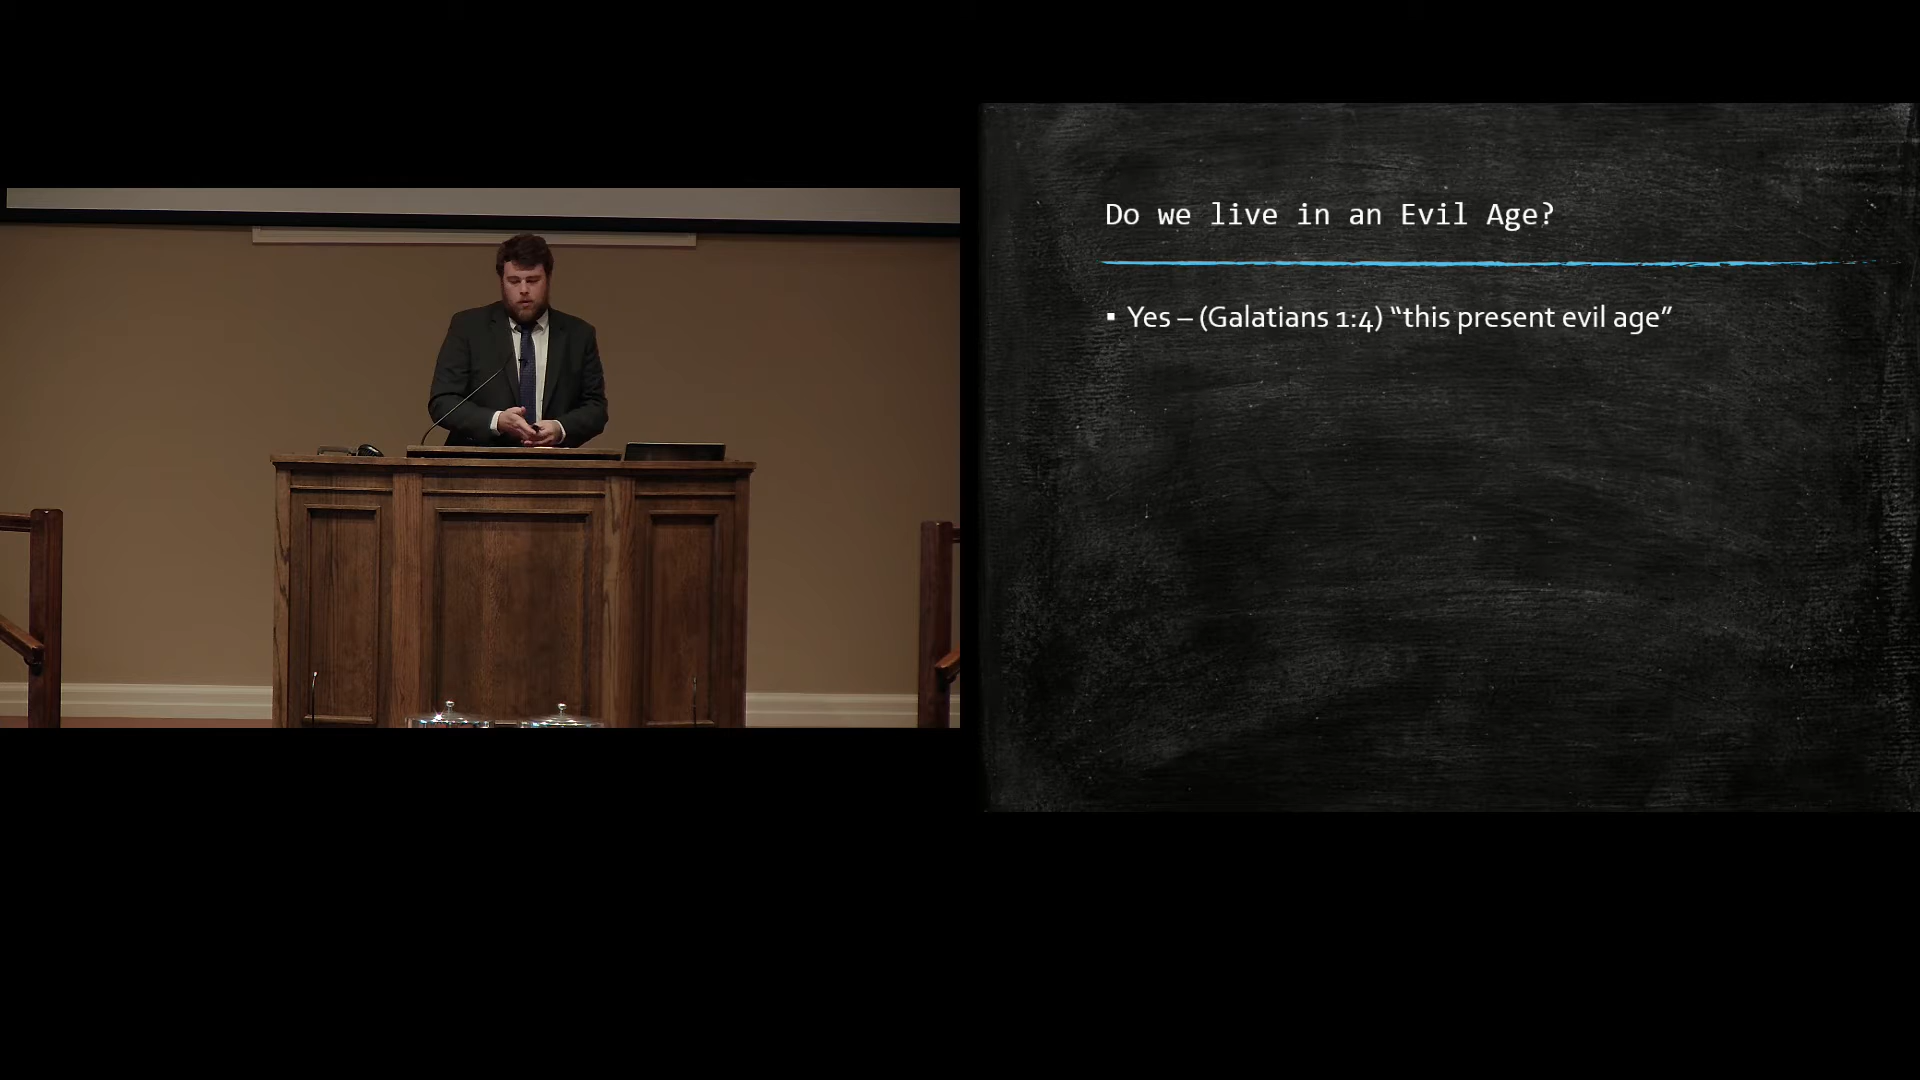 Do we live in an Evil Age?
▪ Yes – (Galatians 1:4) “this present evil age”